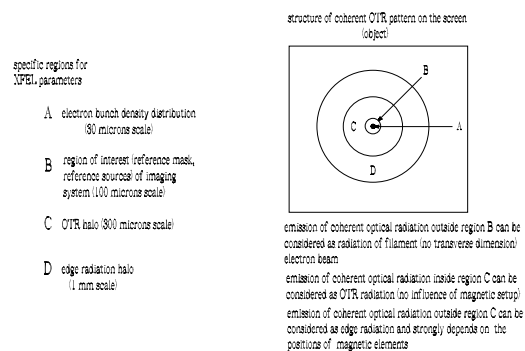 structure of coherent OTR pattern on the screen
(object)
specific regions for
XFEL parameters
A electron bunch density distribution
(30 microns scale)
B region of interest (reference mask,
reference sources) of imaging
system (100 microns scale)
C OTR halo (300 microns scale)
D edge radiation halo
(1 mm scale)
B
C
A
D
emission of coherent optical radiation outside region B can be
considered as radiation of filament (no transverse dimension)
electron beam
emission of coherent optical radiation inside region C can be
considered as OTR radiation (no influence of magnetic setup)
emission of coherent optical radiation outside region C can be
considered as edge radiation and strongly depends on the
positions of magnetic elements